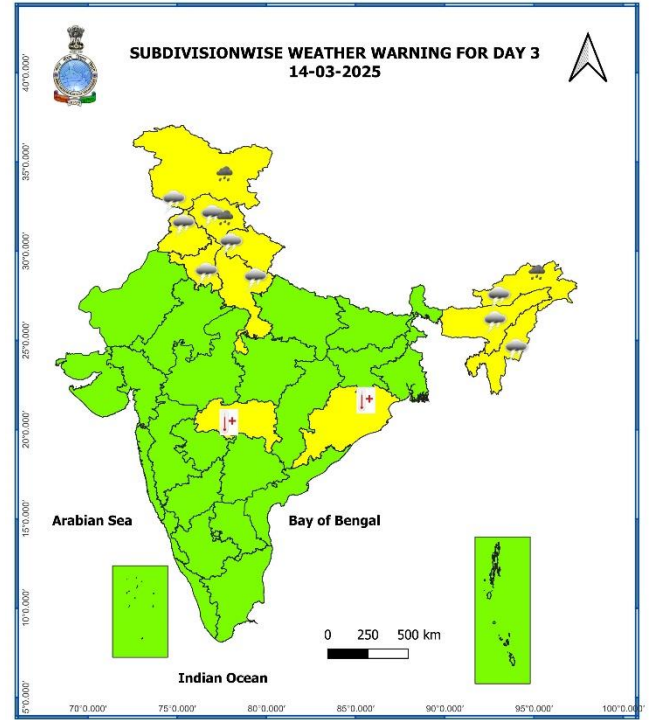 SUBDIVISIONWISE WEATHER WARNING FOR DAY 3
14-03-2025
40°0.000'
35°0.000'
30°0.000'
25°0.000'
20°0.000'
15°0.000'
10°0.000'
5°0.000'
Arabian Sea
Bay of Bengal
0 250 500 km
Indian Ocean
70°0.000' 75°0.000' 80°0.000' 85°0.000' 90°0.000' 95°0.000' 100°0.000'